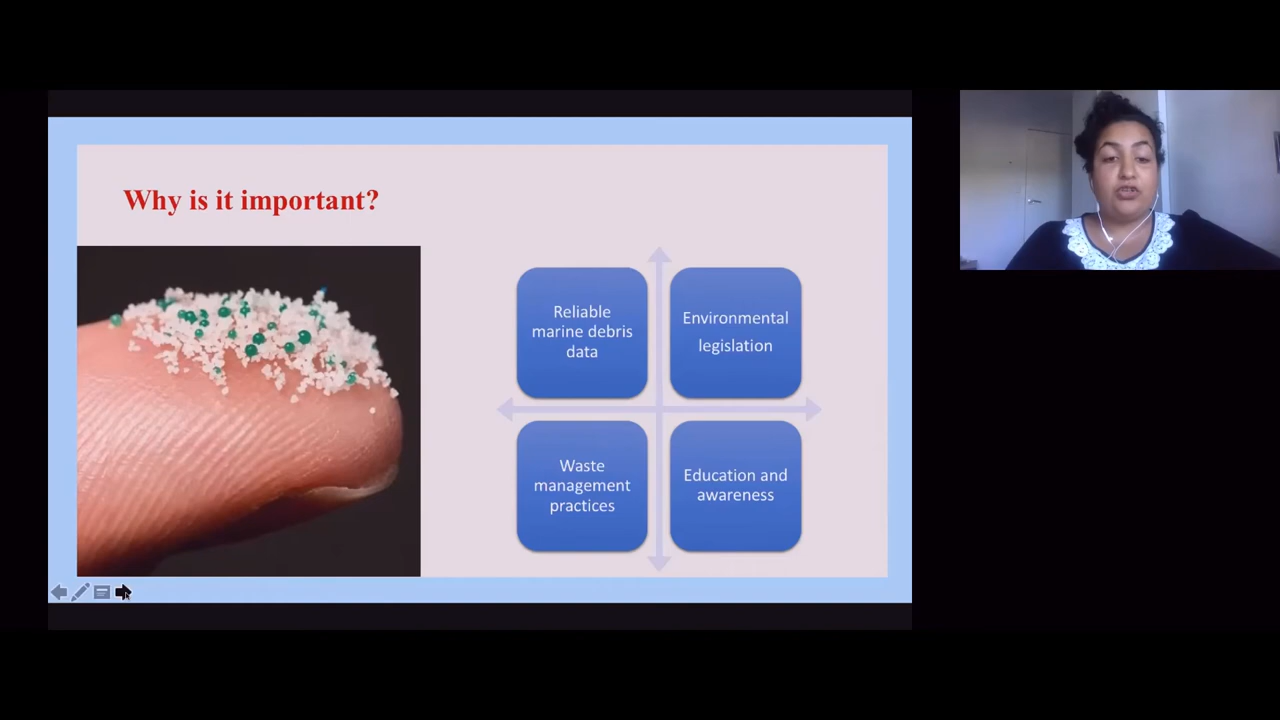 Why is it important?
Reliable
marine debris
data
Environmental
legislation
Waste
management
practices
Education and
awareness